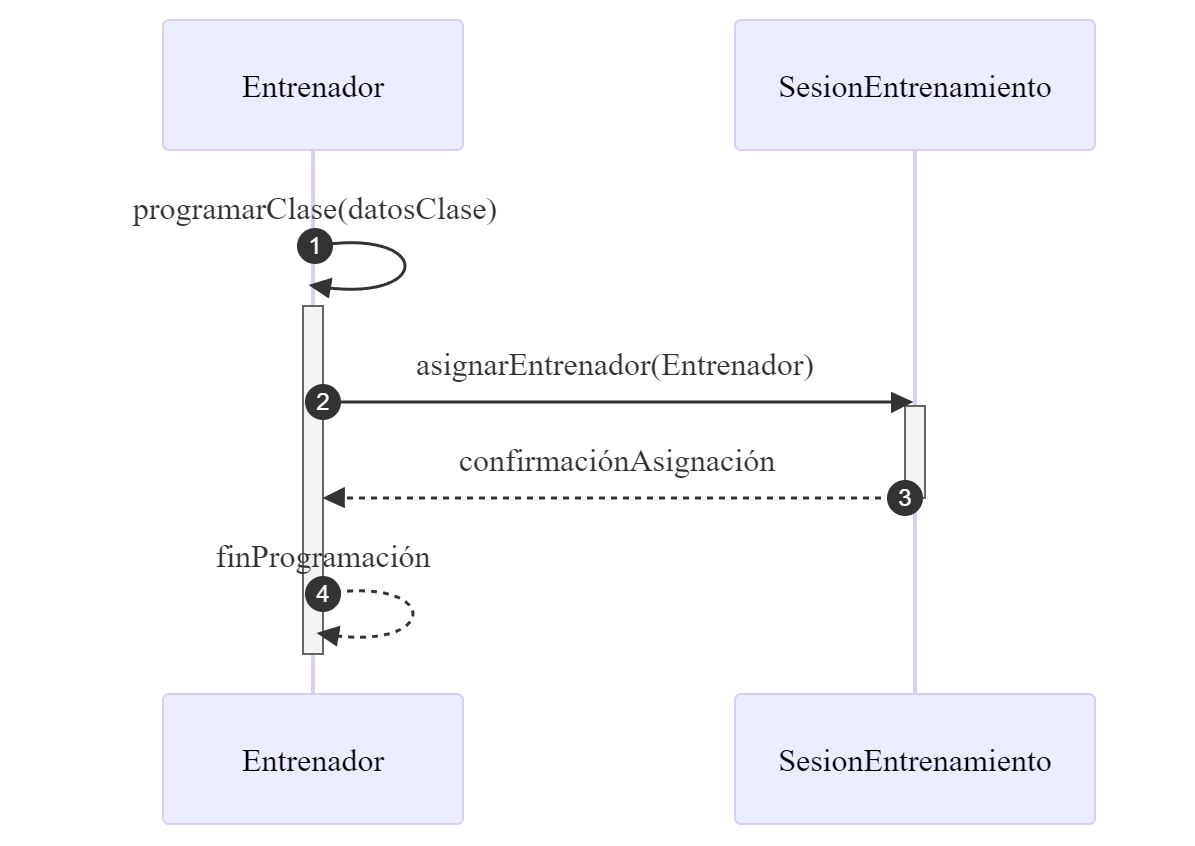 Entrenador
SesionEntrenamiento
programarClase(datosClase)
1
asignarEntrenador(Entrenador)
2
confirmaciónAsignación
3
finProgramación
4
Entrenador
SesionEntrenamiento